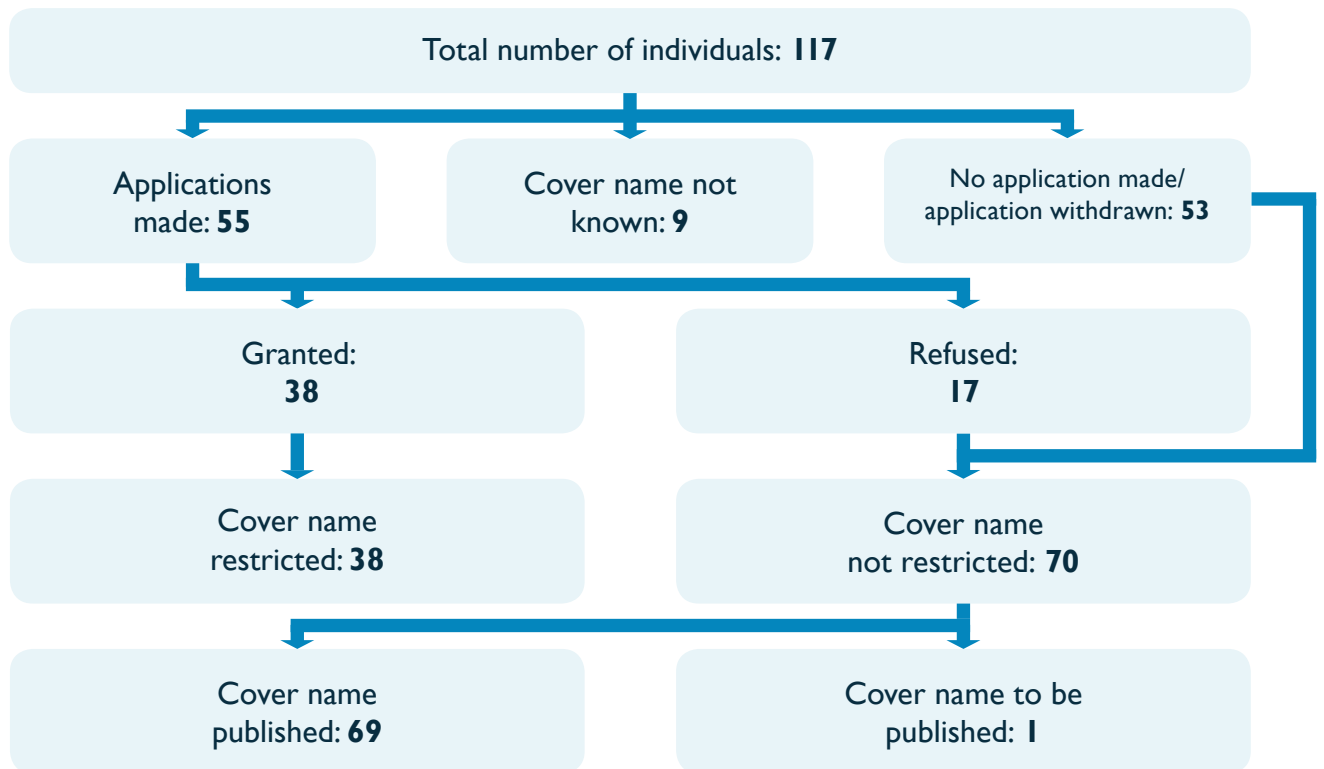 Total number of individuals: 117
Applications
made: 55
Cover name not
known: 9
No application made/
application withdrawn: 53
Granted:
38
Refused:
17
Cover name
restricted: 38
Cover name
not restricted: 70
Cover name
published: 69
Cover name to be
published: 1